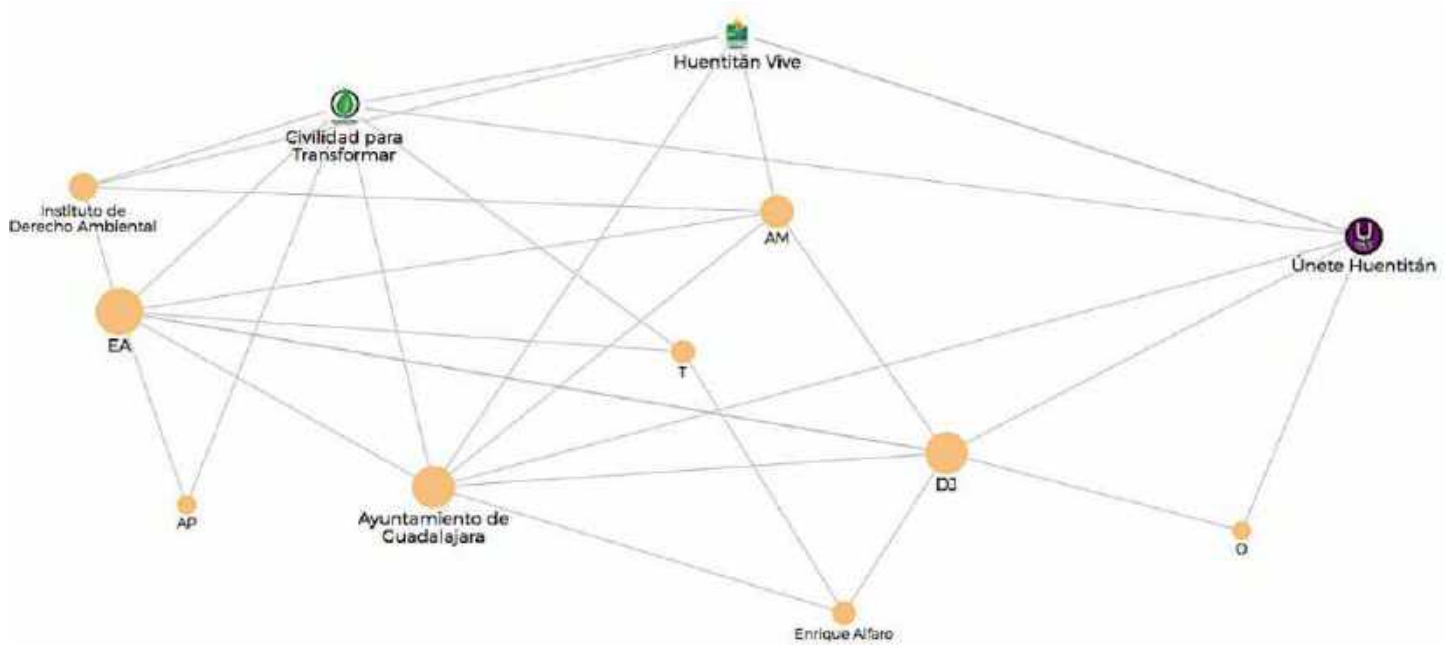 Huentitán Vive
Civilidad para
Transformar
Instituto de
Derecho Ambiental
AM
Únete Huentitán
EA
T
DJ
AP
Ayuntamiento de
Guadalajara
O
Enrique Alfaro